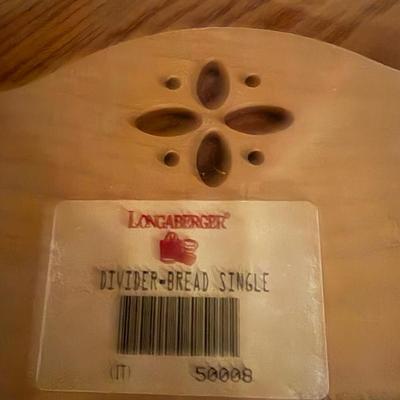 LONGABERGER®
DIVIDER-BREAD SINGLE
(IT) 50008